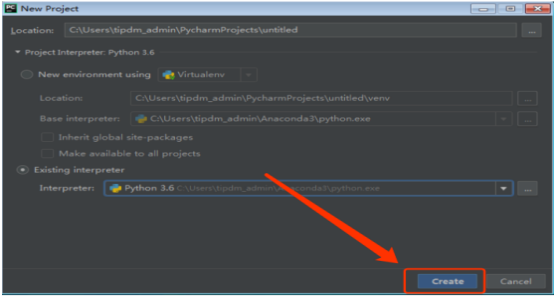 PC New Project
Location: C:\Users\tipdm_admin\PycharmProjects\untitled ...
▼ Project Interpreter: Python 3.6
New environment using Virtualenv
Location: C:\Users\tipdm_admin\PycharmProjects\untitled\venv ...
Base interpreter: C:\Users\tipdm_admin\Anaconda3\python.exe ...
Inherit global site-packages
Make available to all projects
Existing interpreter
Interpreter: Python 3.6 C:\Users\tipdm_admin\Anaconda3\python.exe ...
Create Cancel